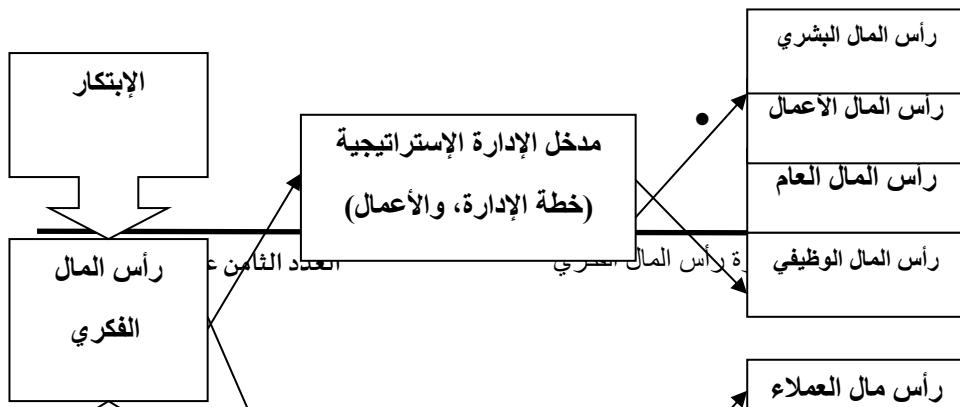 رأس المال البشري
الإبتكار
رأس المال الأعمال
مدخل الإدارة الإستراتيجية
(خطة الإدارة، والأعمال)
رأس المال العام
رأس المال الوظيفي
رأس المال
الفكري
رأس المال
العدد الثامن
رأس مال العملاء